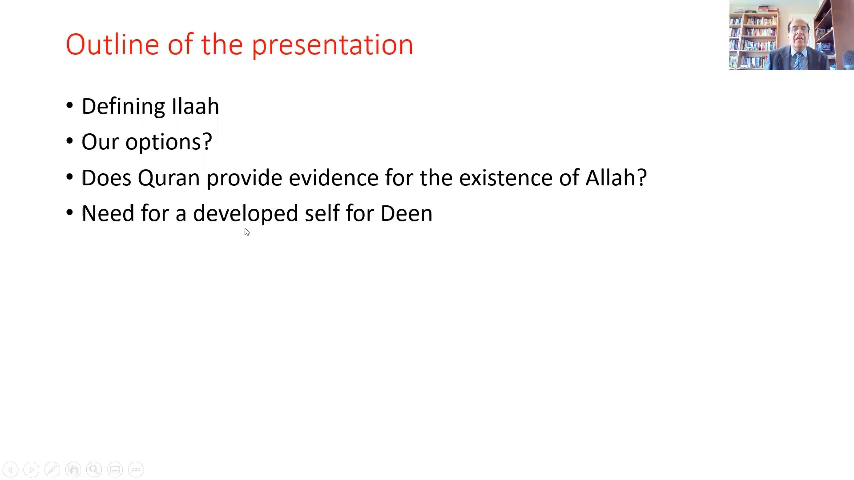 Outline of the presentation
• Defining Ilaah
• Our options?
• Does Quran provide evidence for the existence of Allah?
• Need for a developed self for Deen